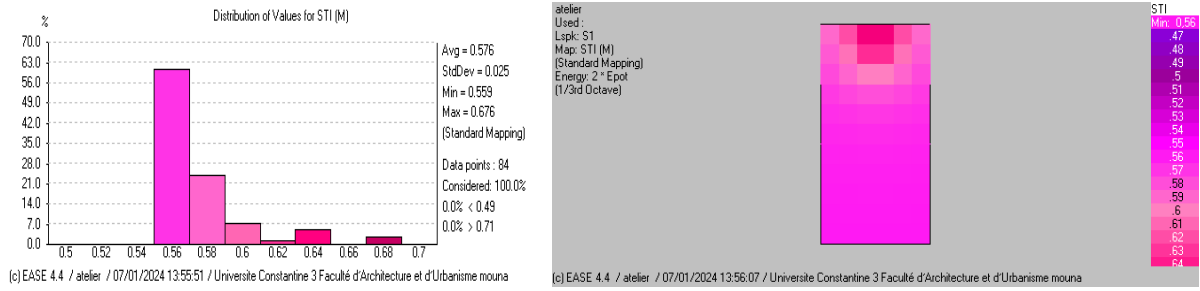 Distribution of Values for STI (M)
%
70.0
63.0
56.0
49.0
42.0
35.0
28.0
21.0
14.0
7.0
0.0
0.5 0.52 0.54 0.56 0.58 0.6 0.62 0.64 0.66 0.68 0.7
Avg = 0.576
StdDev = 0.025
Min = 0.559
Max = 0.676
(Standard Mapping)
Data points : 84
Considered: 100.0%
0.0% < 0.49
0.0% > 0.71
(c) EASE 4.4 / atelier / 07/01/2024 13:55:51 / Universite Constantine 3 Faculté d'Architecture et d'Urbanisme mouna
atelier
Used :
Lspk: S1
Map: STI (M)
(Standard Mapping)
Energy: 2 * Epot
(1/3rd Octave)
STI
Min: 0,56
.47
.48
.49
.5
.51
.52
.53
.54
.55
.56
.57
.58
.59
.6
.61
.62
.63
.64
(c) EASE 4.4 / atelier / 07/01/2024 13:56:07 / Universite Constantine 3 Faculté d'Architecture et d'Urbanisme mouna